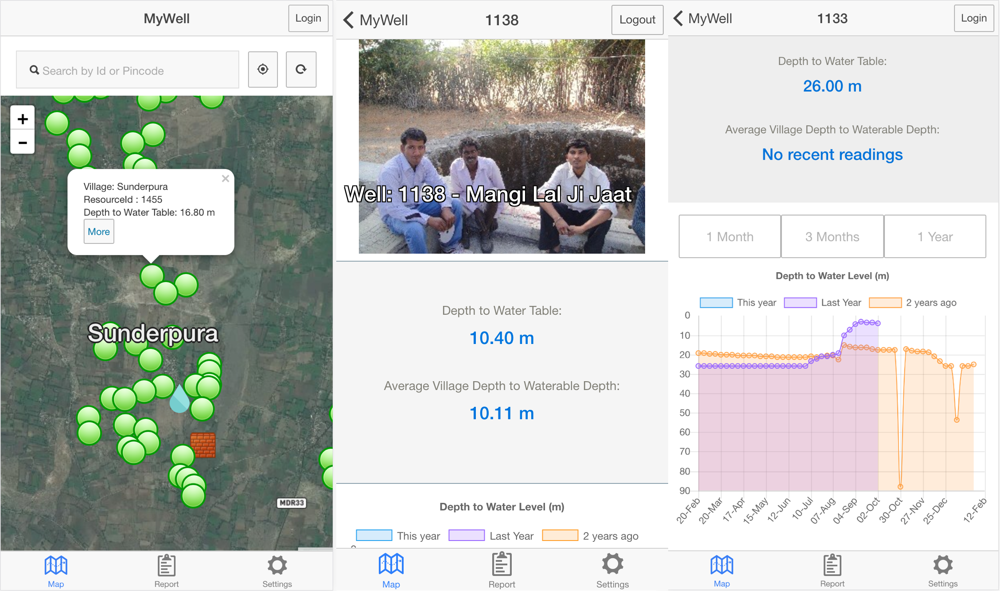 MyWell
Login
Search by Id or Pincode
+
−
Village: Sunderpura
ResourceId : 1455
Depth to Water Table: 16.80 m
More
Sunderpura
MDR33
Map
Report
Settings
MyWell
1138
Logout
Well: 1138 - Mangi Lal Ji Jaat
Depth to Water Table:
10.40 m
Average Village Depth to Waterable Depth:
10.11 m
Depth to Water Level (m)
This year
Last Year
2 years ago
0
Map
Report
Settings
MyWell
1133
Login
Depth to Water Table:
26.00 m
Average Village Depth to Waterable Depth:
No recent readings
1 Month
3 Months
1 Year
Depth to Water Level (m)
This year
Last Year
2 years ago
0
10
20
30
40
50
60
70
80
90
20-Feb
20-Mar
17-Apr
15-May
12-Jun
10-Jul
07-Aug
04-Sep
02-Oct
30-Oct
27-Nov
25-Dec
12-Feb
Map
Report
Settings